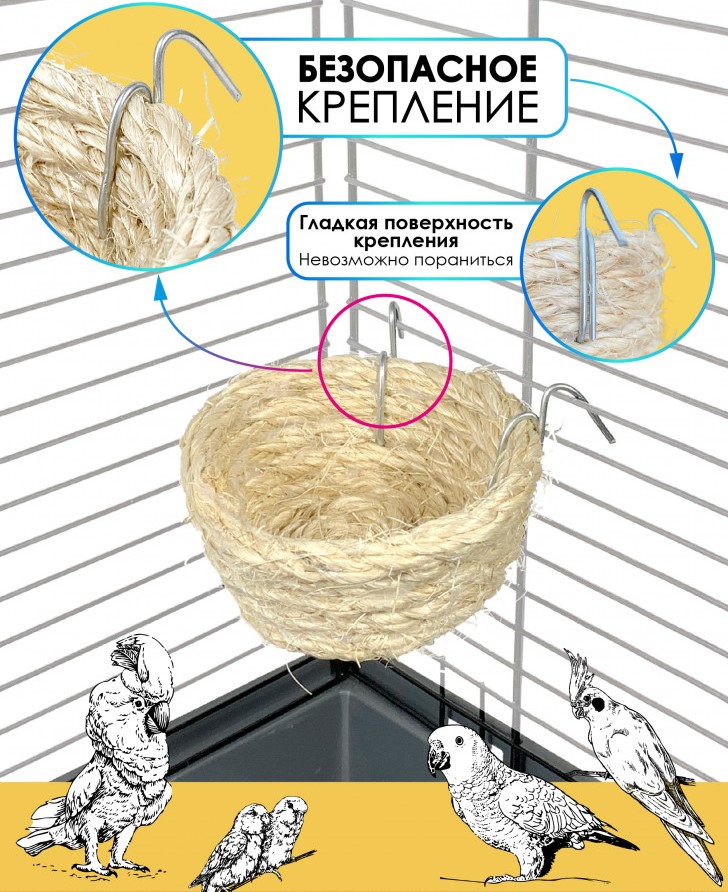 БЕЗОПАСНОЕ
КРЕПЛЕНИЕ
Гладкая поверхность
крепления
Невозможно пораниться